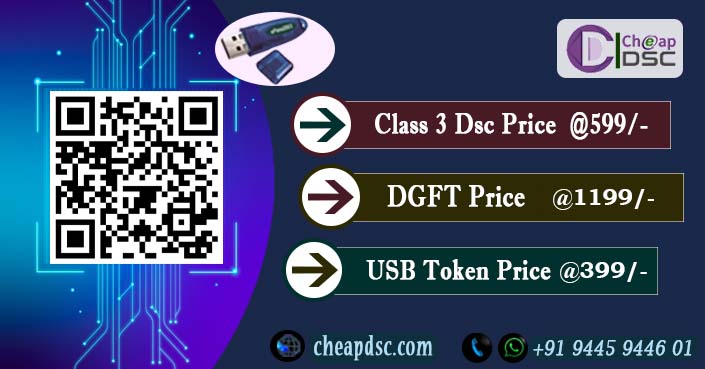 Cheap
DSC
Class 3 Dsc Price @599/-
DGFT Price @1199/-
USB Token Price @399/-
cheapdsc.com
+91 9445 9446 01